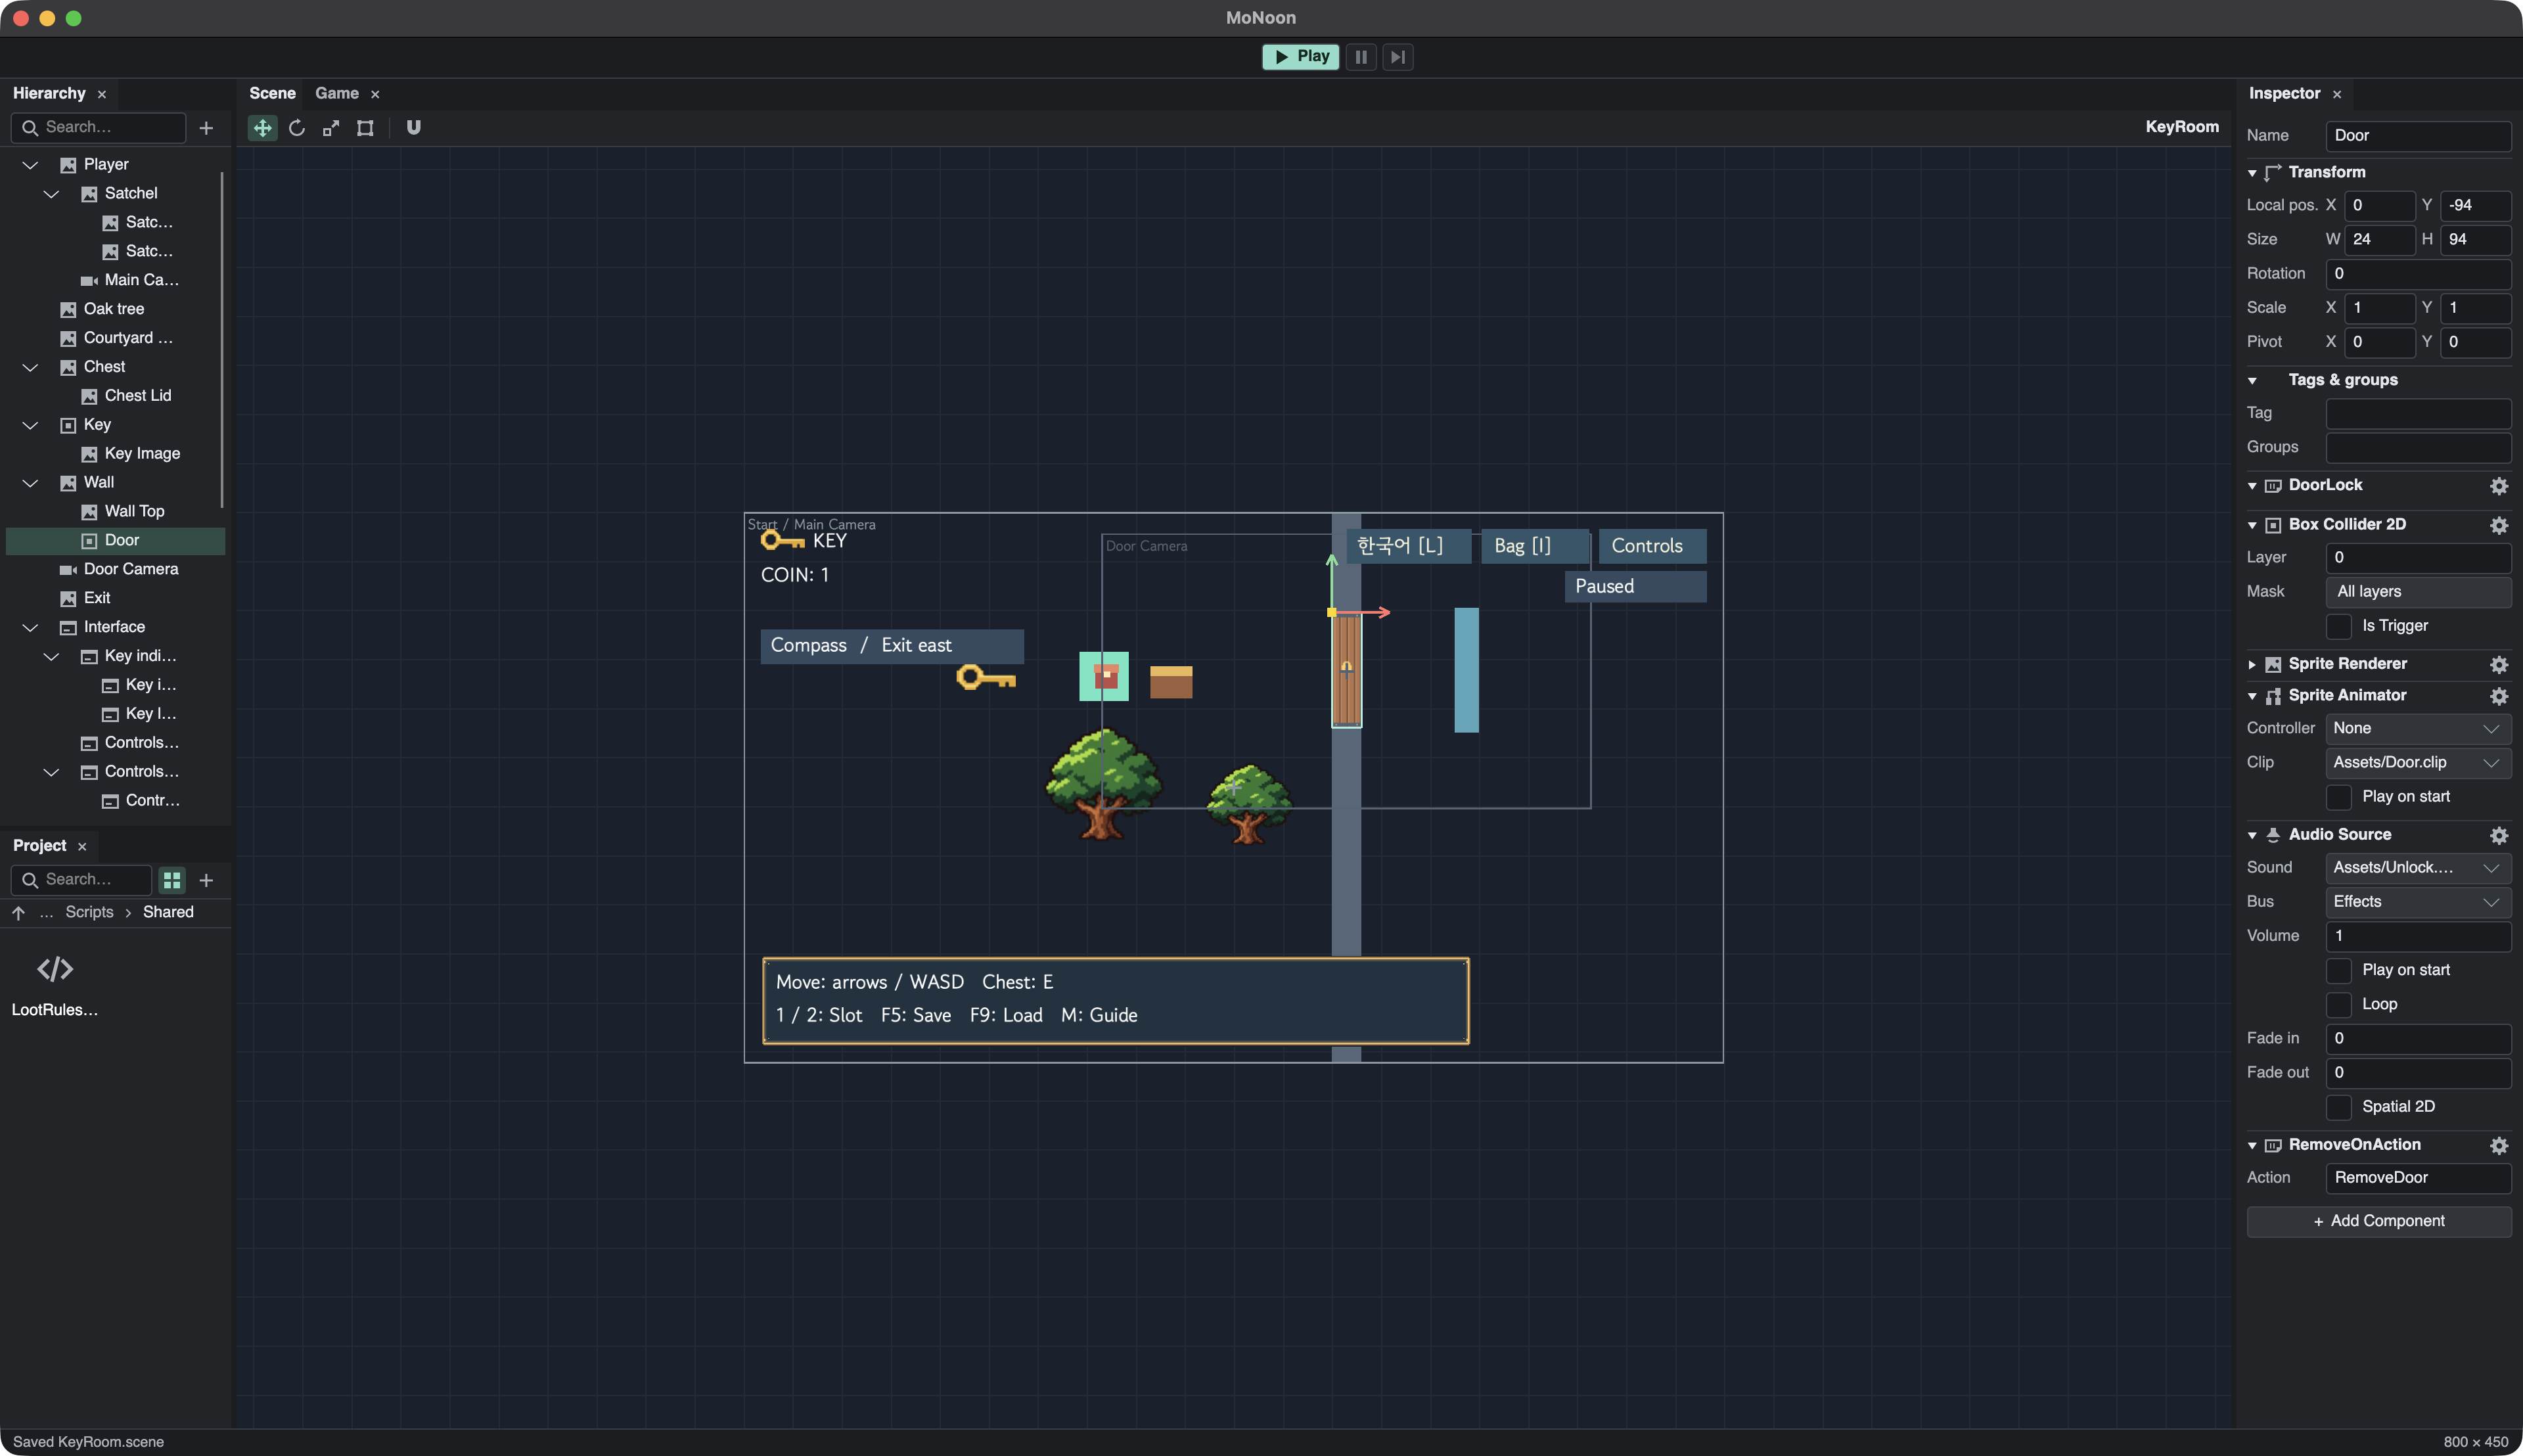 MoNoon
Play
Hierarchy
Scene
Game
Inspector
Search...
KeyRoom
Player
Satchel
Satc...
Satc...
Main Ca...
Oak tree
Courtyard ...
Chest
Chest Lid
Key
Key Image
Wall
Wall Top
Door
Door Camera
Exit
Interface
Key indi...
Key i...
Key l...
Controls...
Controls...
Contr...
Project
Search...
... Scripts > Shared
LootRules...
Start / Main Camera
KEY
COIN: 1
Door Camera
한국어 [L]
Bag [I]
Controls
Paused
Compass / Exit east
Move: arrows / WASD Chest: E
1 / 2: Slot F5: Save F9: Load M: Guide
Name Door
Transform
Local pos. X 0 Y -94
Size W 24 H 94
Rotation 0
Scale X 1 Y 1
Pivot X 0 Y 0
Tags & groups
Tag
Groups
DoorLock
Box Collider 2D
Layer 0
Mask All layers
Is Trigger
Sprite Renderer
Sprite Animator
Controller None
Clip Assets/Door.clip
Play on start
Audio Source
Sound Assets/Unlock....
Bus Effects
Volume 1
Play on start
Loop
Fade in 0
Fade out 0
Spatial 2D
RemoveOnAction
Action RemoveDoor
+ Add Component
Saved KeyRoom.scene
800 × 450